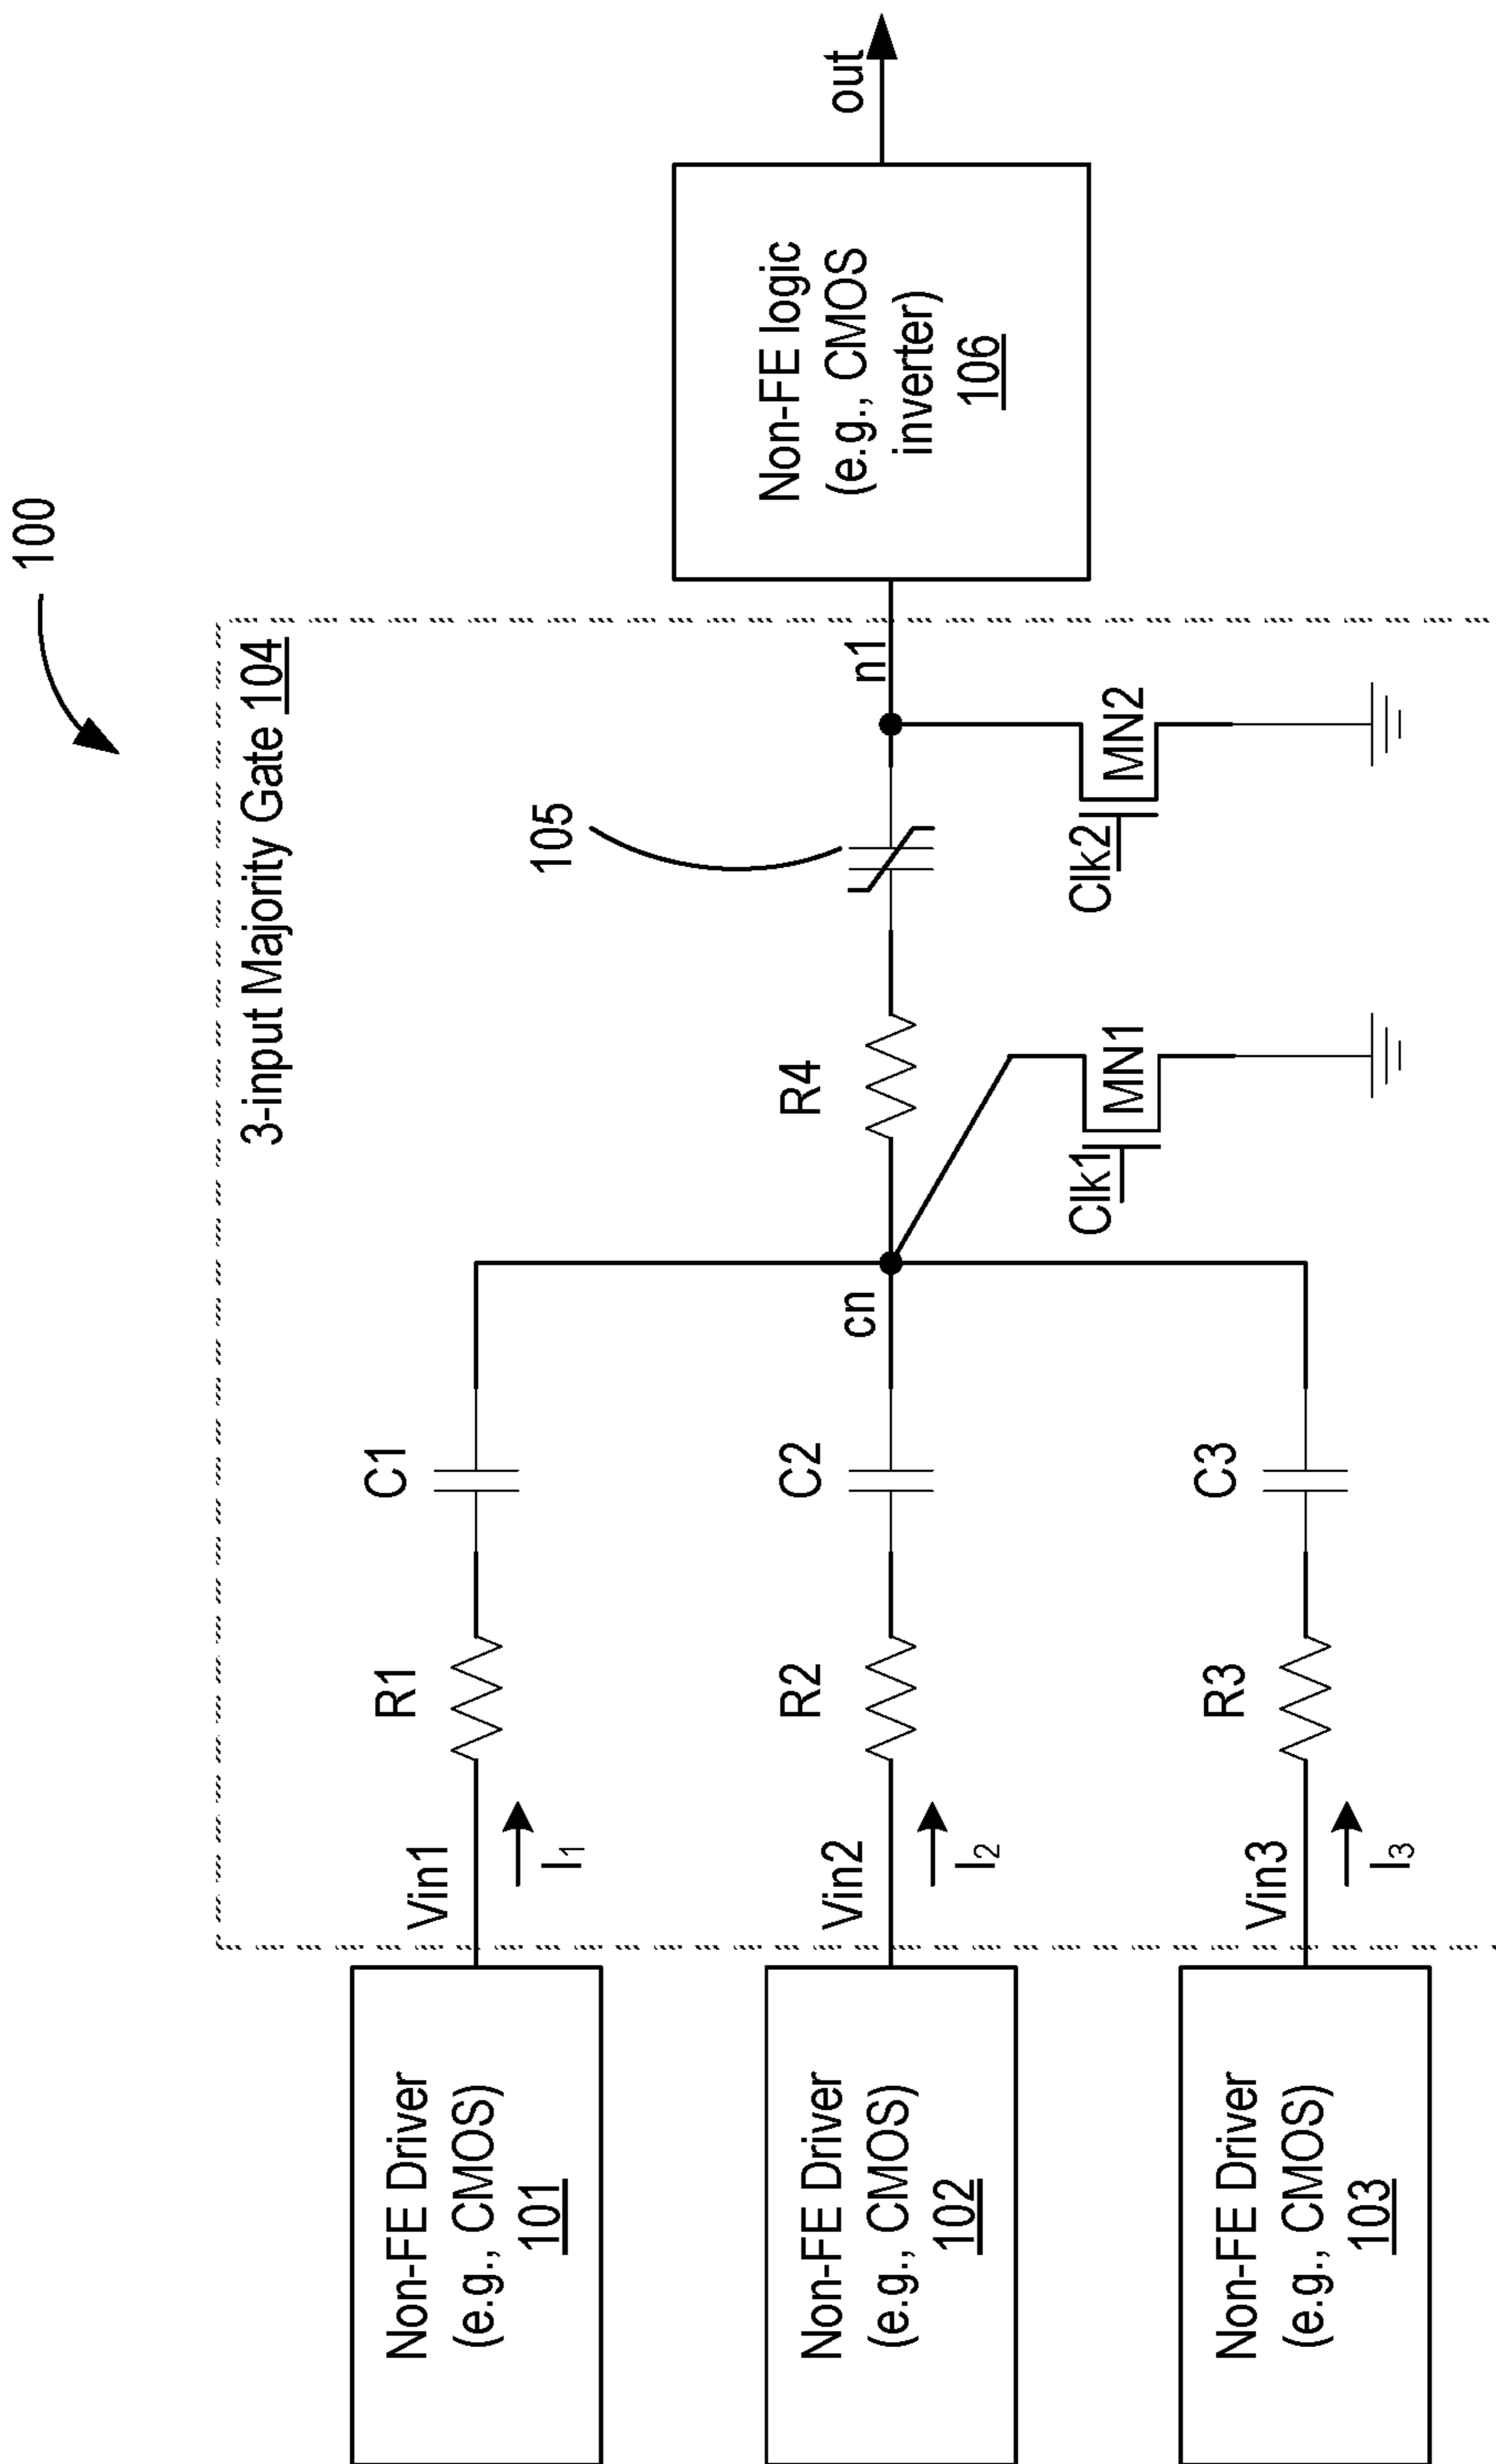 100
3-input Majority Gate 104
Non-FE Driver
(e.g., CMOS)
101
Vin1
I1
R1
C1
Non-FE Driver
(e.g., CMOS)
102
Vin2
I2
R2
C2
cn
R4
105
n1
Non-FE logic
(e.g., CMOS
inverter)
106
out
Clk1
MN1
Clk2
MN2
Non-FE Driver
(e.g., CMOS)
103
Vin3
I3
R3
C3